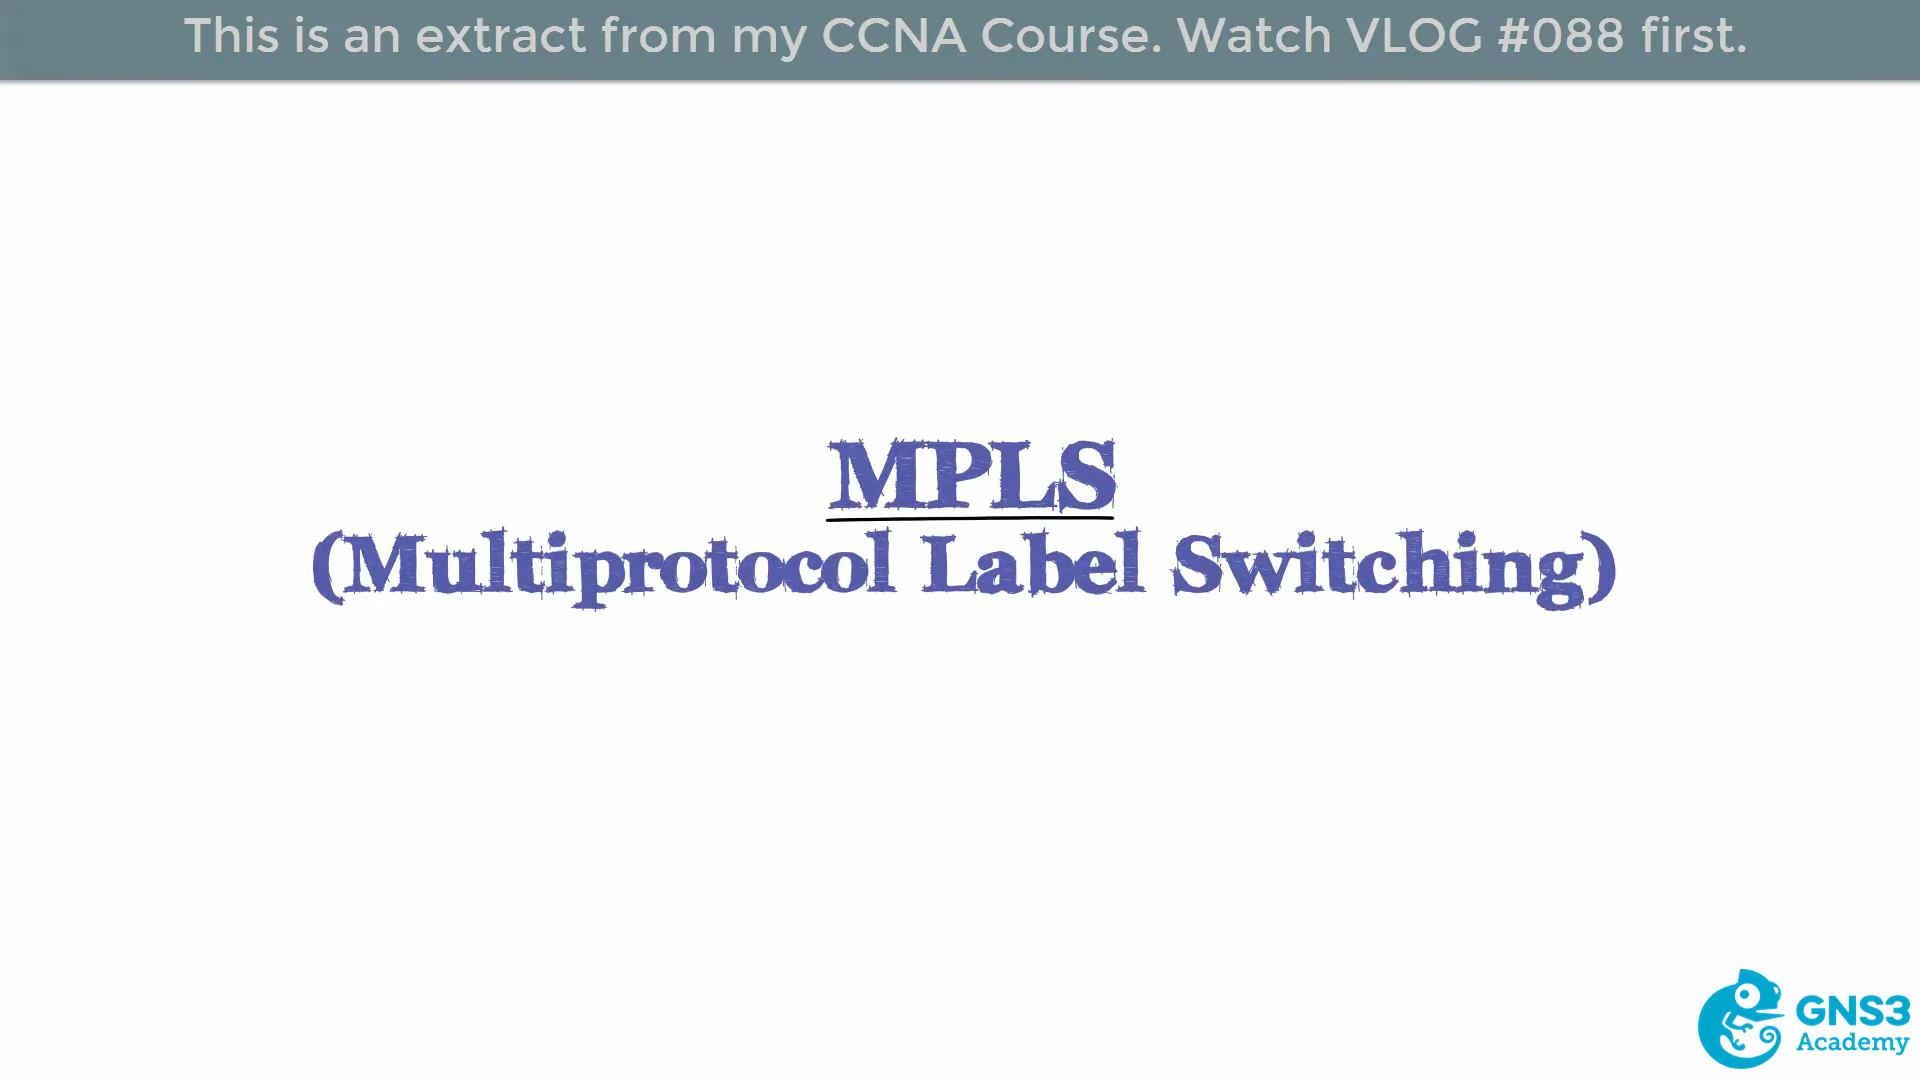 This is an extract from my CCNA Course. Watch VLOG #088 first.
MPLS
(Multiprotocol Label Switching)
GNS3
Academy